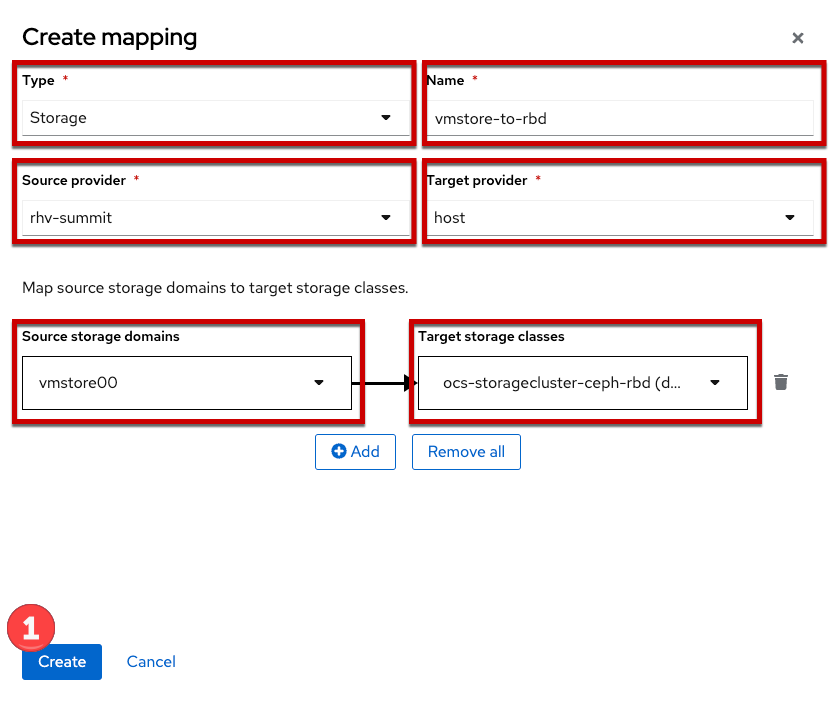 Create mapping
Type *
Name *
Storage
vmstore-to-rbd
Source provider *
Target provider *
rhv-summit
host
Map source storage domains to target storage classes.
Source storage domains
Target storage classes
vmstore00
ocs-storagecluster-ceph-rbd (d...
Add
Remove all
1
Create
Cancel